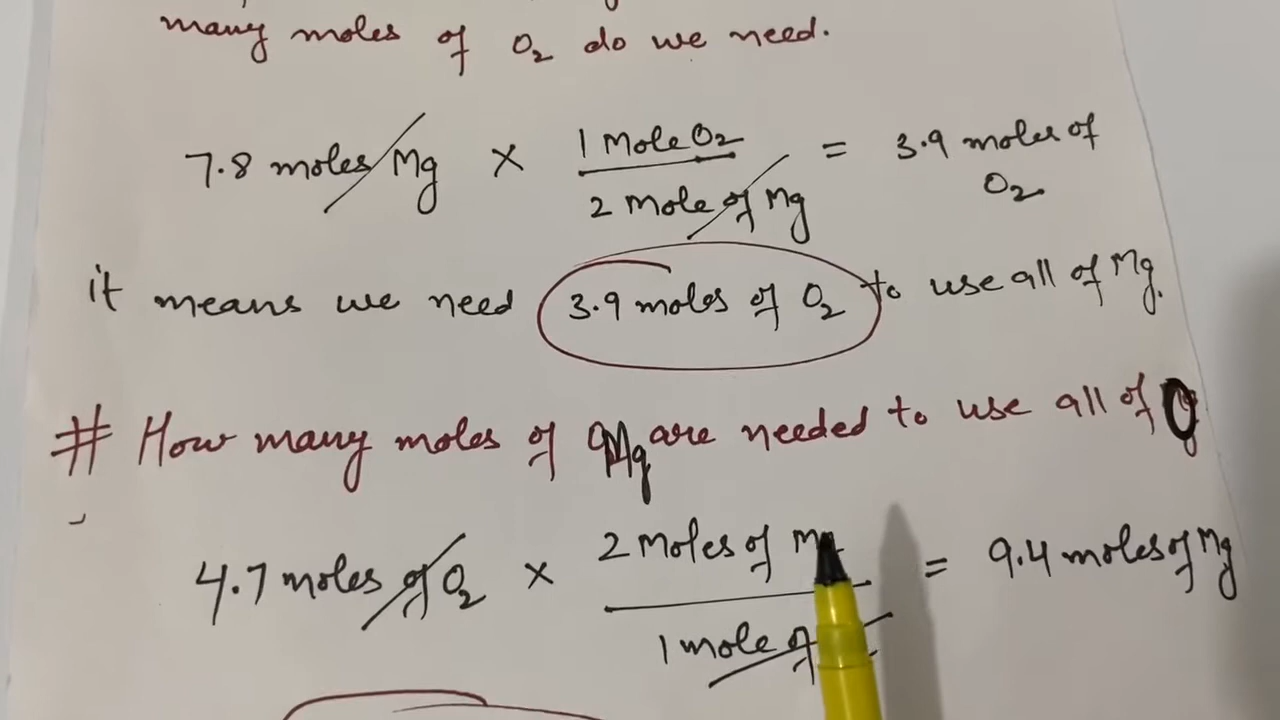 many moles of O₂ do we need.
7.8 moles Mg × 1 Mole O₂ / 2 Mole of Mg = 3.9 moles of O₂
it means we need 3.9 moles of O₂ to use all of Mg.
# How many moles of Mg are needed to use all of O
4.7 moles of O₂ × 2 Moles of Mg / 1 mole of = 9.4 moles of Mg